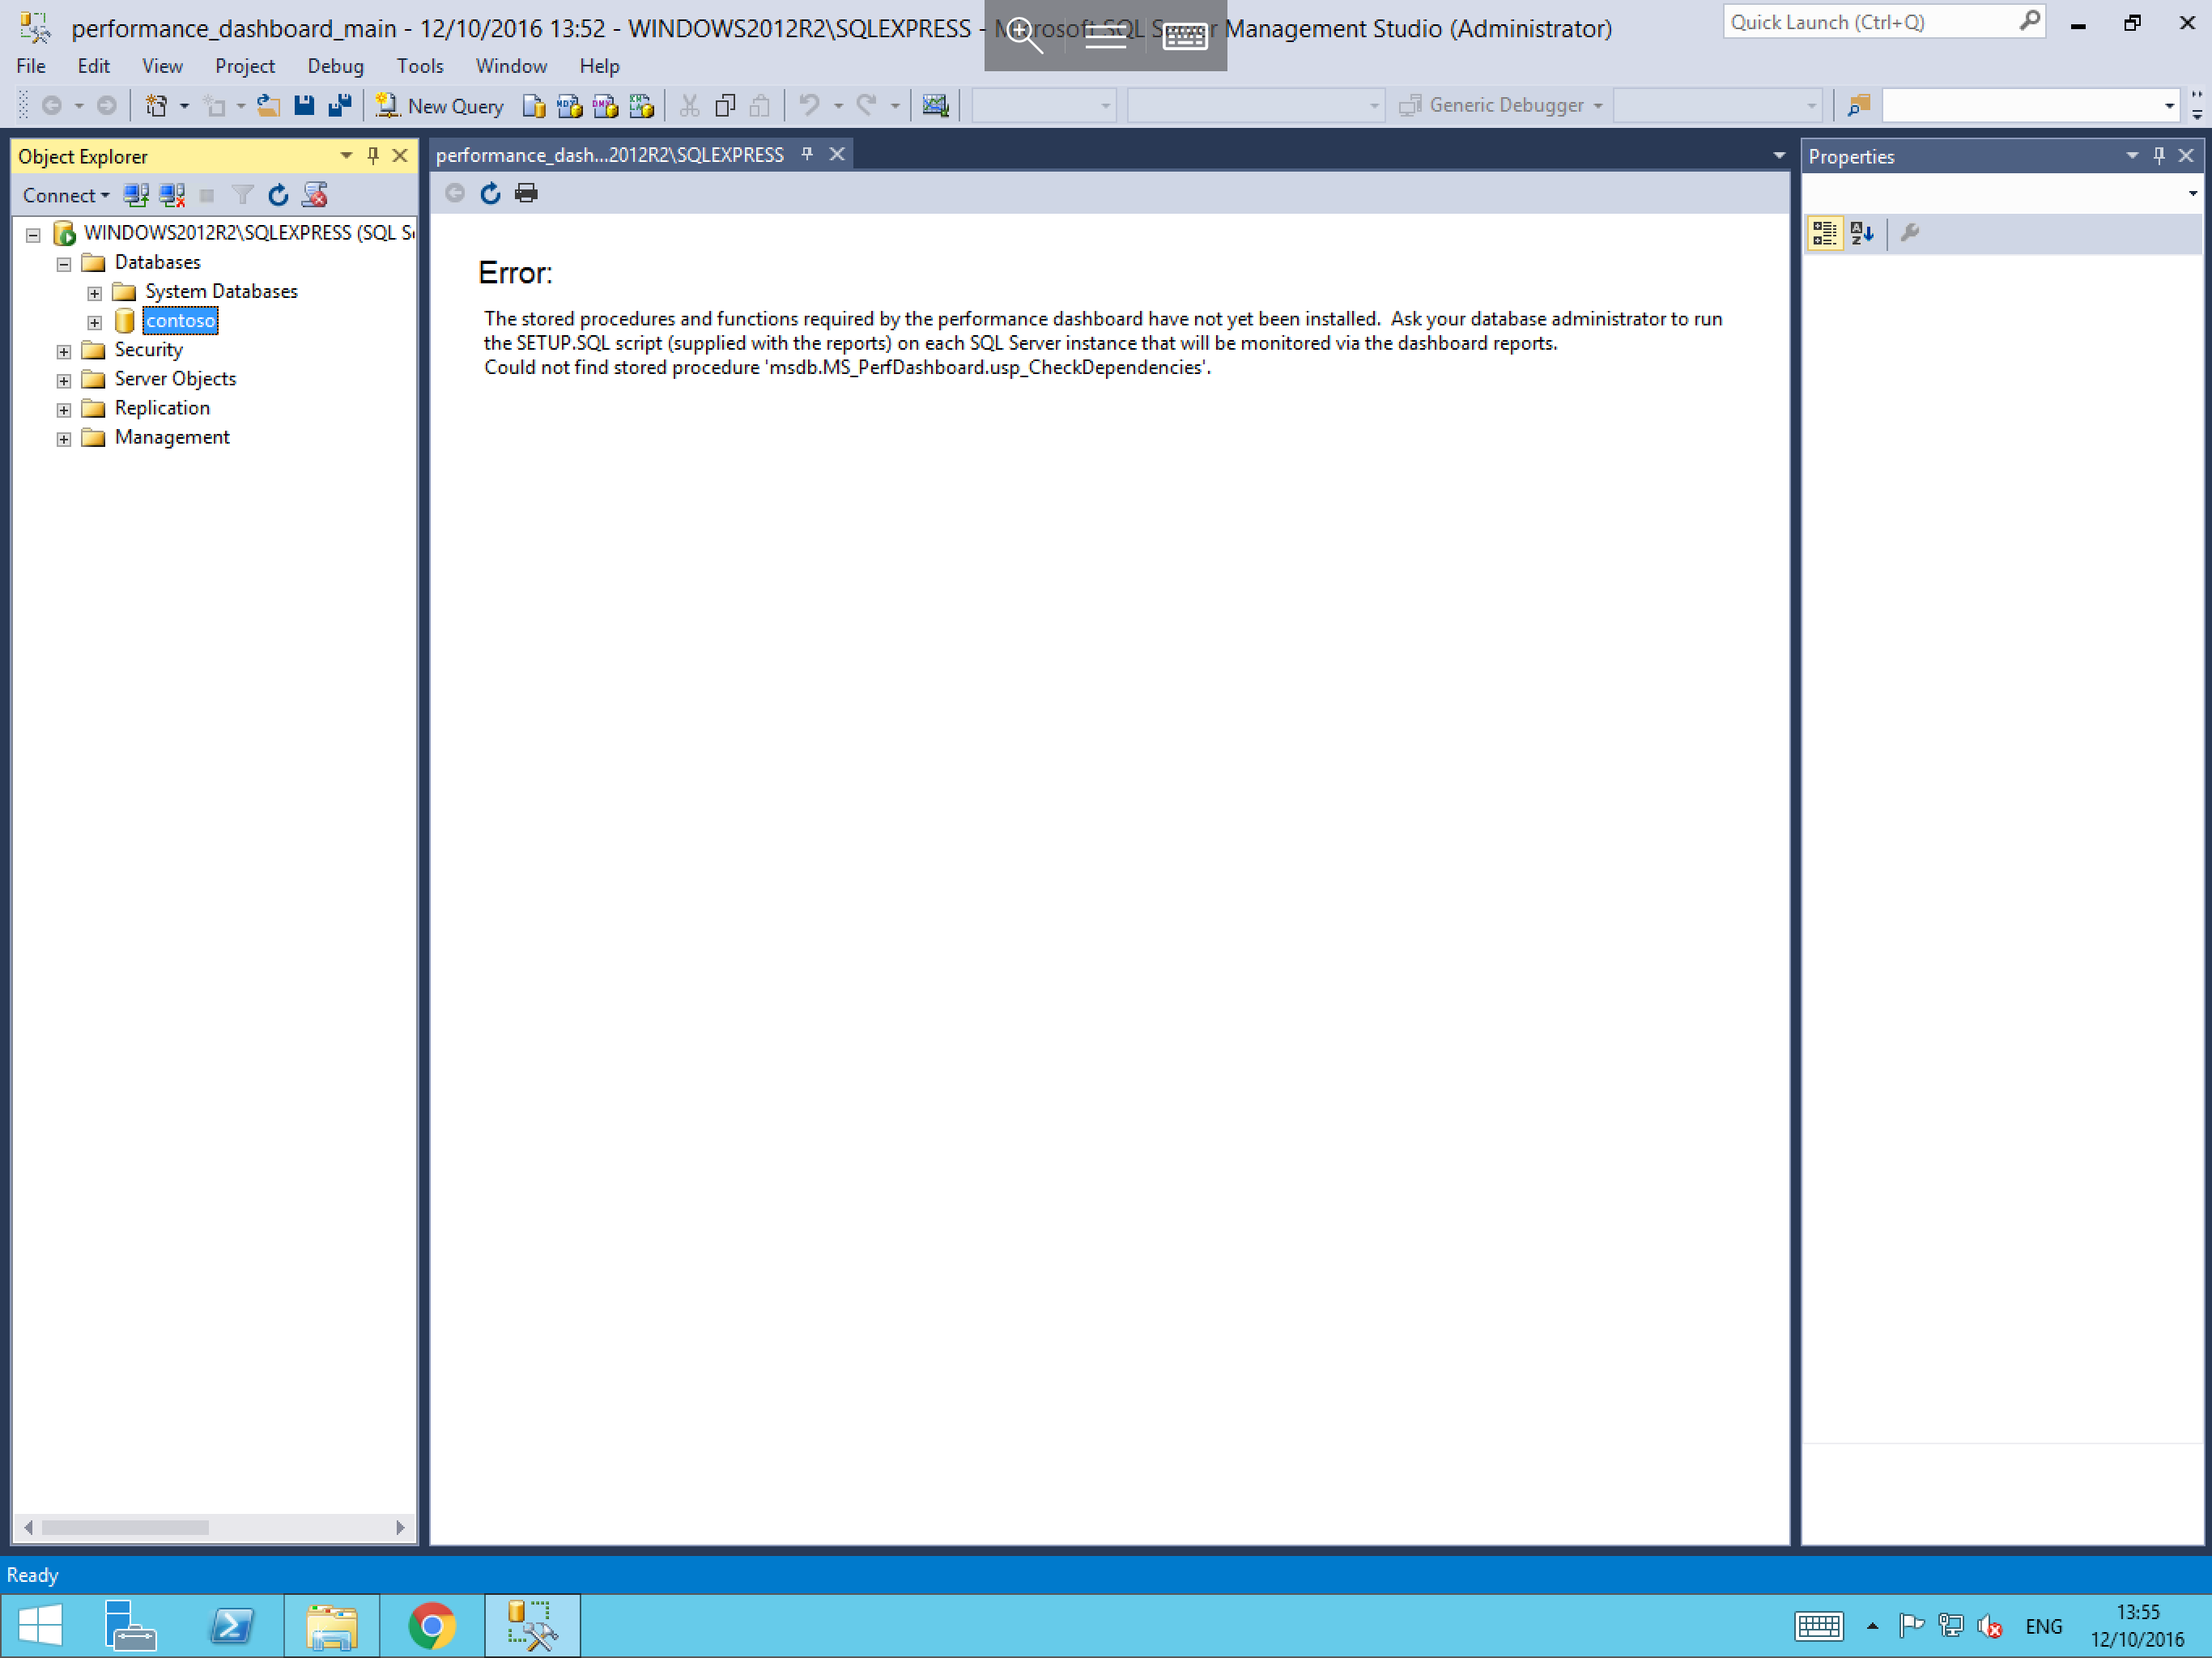 performance_dashboard_main - 12/10/2016 13:52 - WINDOWS2012R2\SQLEXPRESS - Microsoft SQL Server Management Studio (Administrator)
Quick Launch (Ctrl+Q)
File Edit View Project Debug Tools Window Help
New Query
Generic Debugger
Object Explorer
performance_dash...2012R2\SQLEXPRESS
Properties
Connect
WINDOWS2012R2\SQLEXPRESS (SQL Se
Databases
System Databases
contoso
Security
Server Objects
Replication
Management
Error:
The stored procedures and functions required by the performance dashboard have not yet been installed.  Ask your database administrator to run
the SETUP.SQL script (supplied with the reports) on each SQL Server instance that will be monitored via the dashboard reports.
Could not find stored procedure 'msdb.MS_PerfDashboard.usp_CheckDependencies'.
Ready
ENG
13:55
12/10/2016